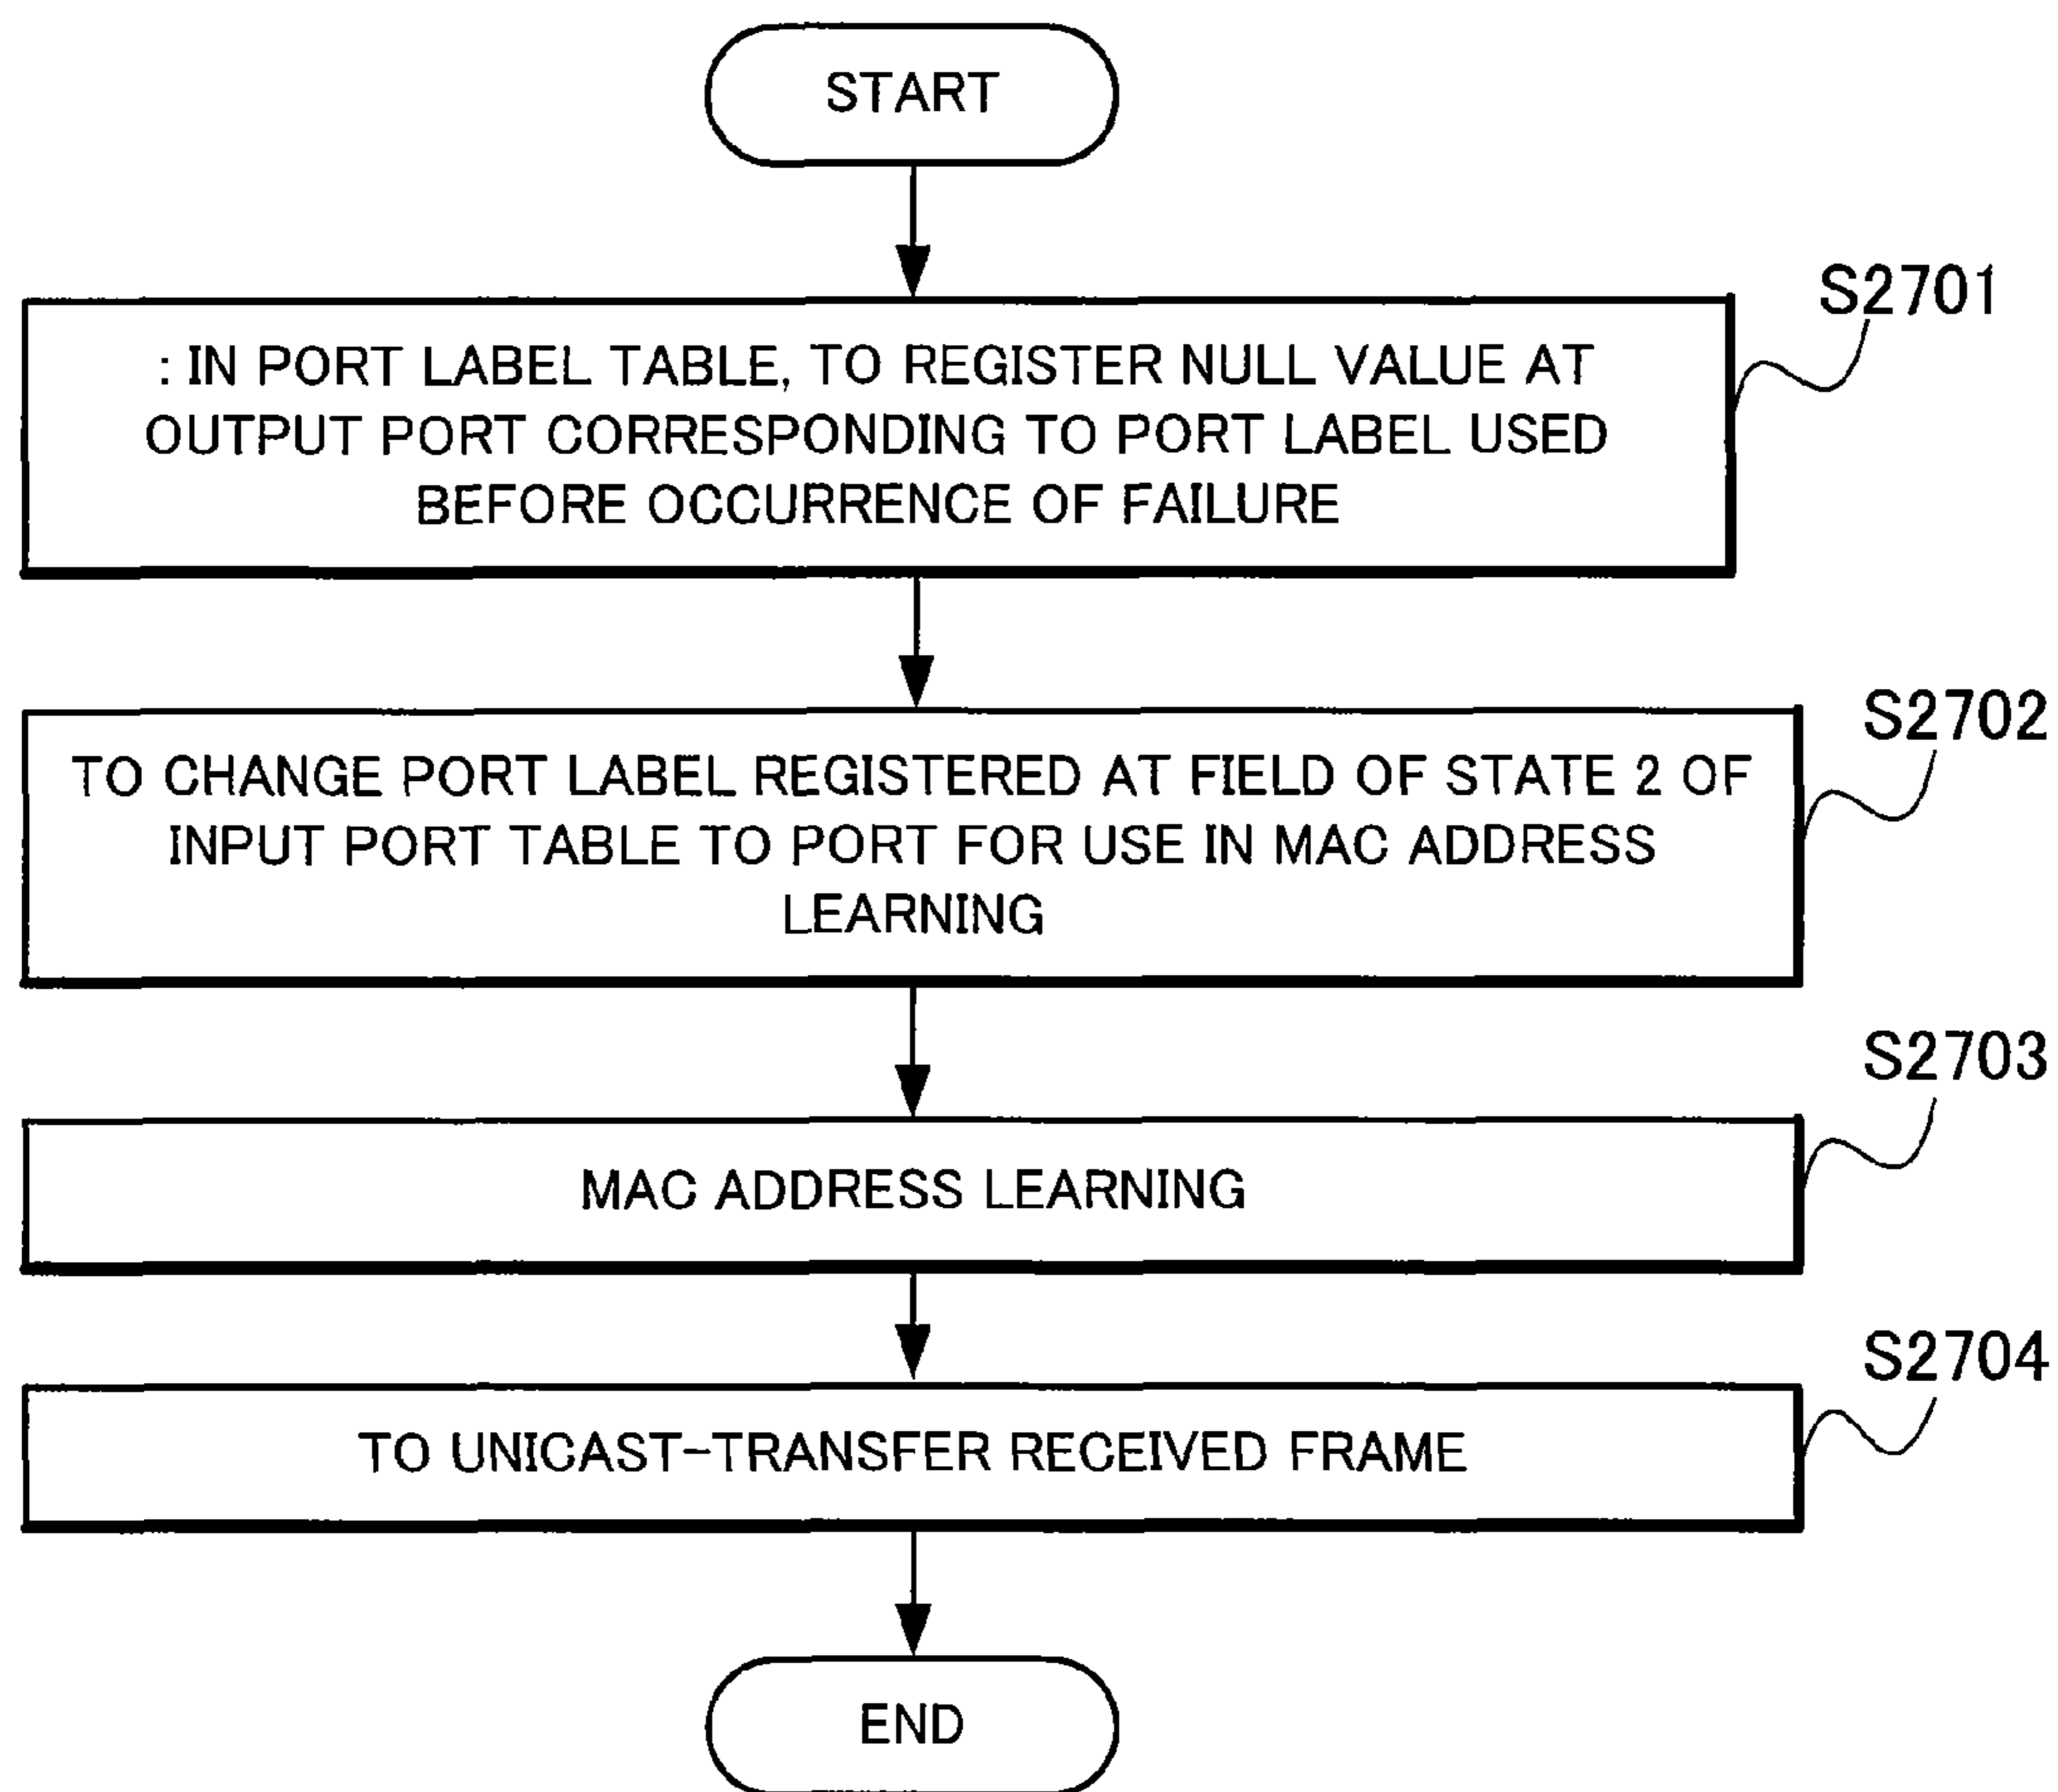 START
S2701
: IN PORT LABEL TABLE, TO REGISTER NULL VALUE AT
OUTPUT PORT CORRESPONDING TO PORT LABEL USED
BEFORE OCCURRENCE OF FAILURE
S2702
TO CHANGE PORT LABEL REGISTERED AT FIELD OF STATE 2 OF
INPUT PORT TABLE TO PORT FOR USE IN MAC ADDRESS
LEARNING
S2703
MAC ADDRESS LEARNING
S2704
TO UNICAST-TRANSFER RECEIVED FRAME
END